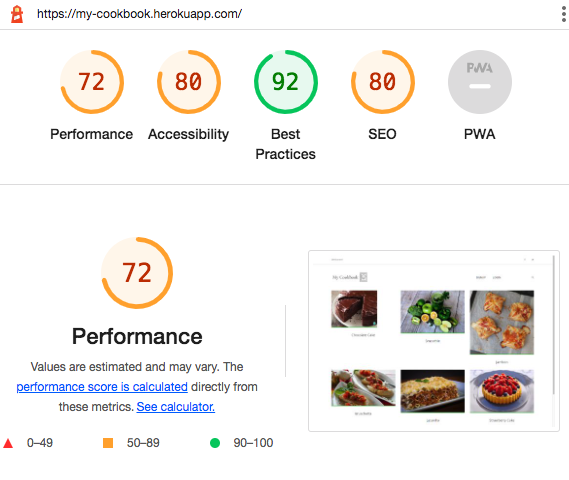 https://my-cookbook.herokuapp.com/
72 80 92 80 PWA
Performance Accessibility Best Practices SEO PWA
72
Performance
Values are estimated and may vary. The
performance score is calculated directly from
these metrics. See calculator.
0–49 50–89 90–100
My Cookbook